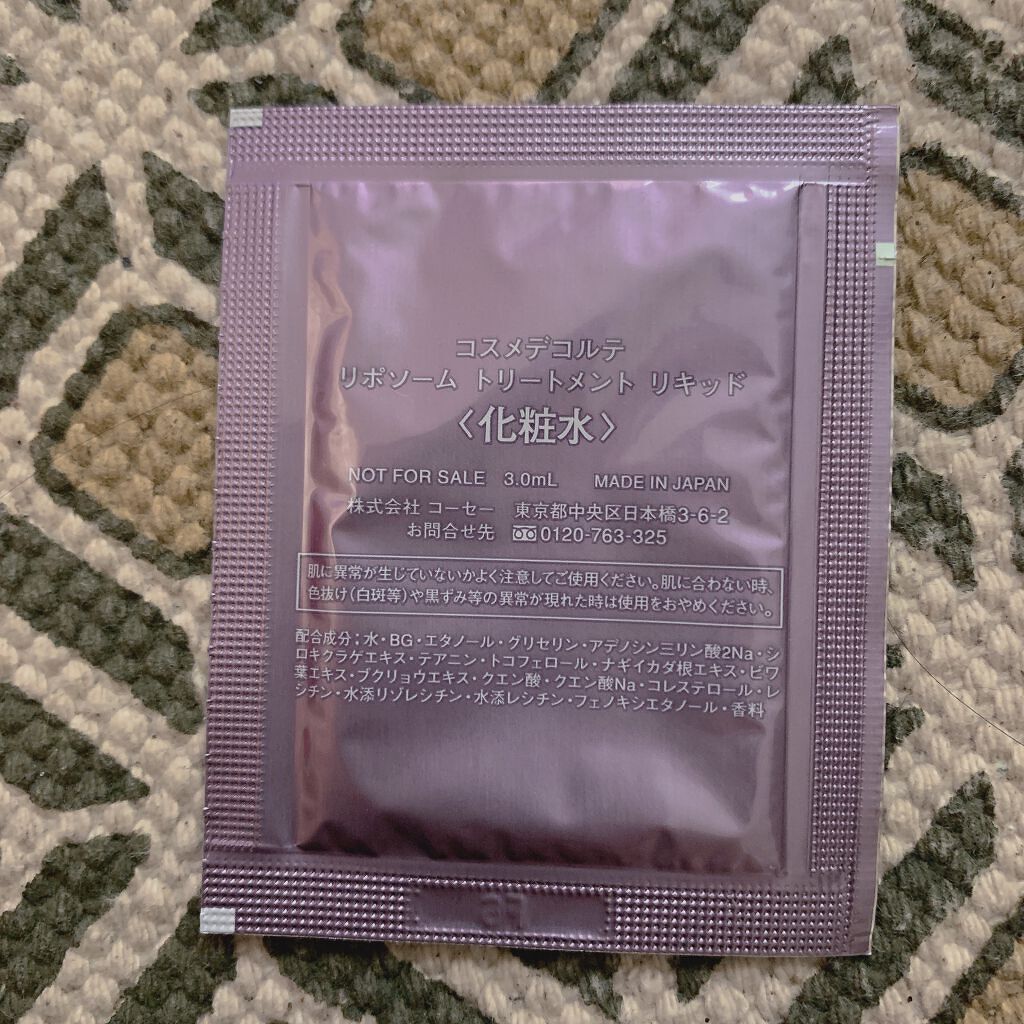 コスメデコルテ
リポソーム トリートメント リキッド
〈化粧水〉
NOT FOR SALE 3.0mL MADE IN JAPAN
株式会社 コーセー 東京都中央区日本橋3-6-2
お問合せ先 0120-763-325
肌に異常が生じていないかよく注意してご使用ください。肌に合わない時、
色抜け(白斑等)や黒ずみ等の異常が現れた時は使用をおやめください。
配合成分：水・BG・エタノール・グリセリン・アデノシン三リン酸2Na・シ
ロキクラゲエキス・テアニン・トコフェロール・ナギイカダ根エキス・ビワ
葉エキス・ブクリョウエキス・クエン酸・クエン酸Na・コレステロール・レ
シチン・水添リゾレシチン・水添レシチン・フェノキシエタノール・香料